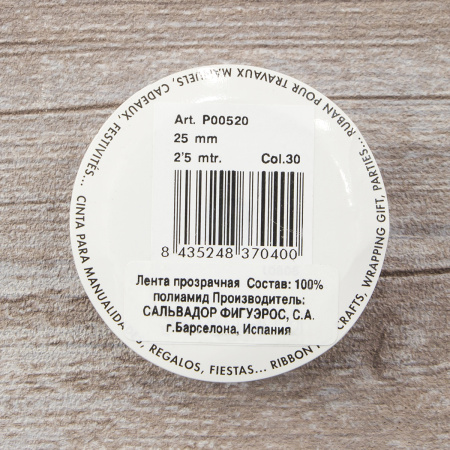 Art. P00520
25 mm
2'5 mtr. Col.30
8 435248 370400
Лента прозрачная Состав: 100%
полиамид Производитель:
САЛЬВАДОР ФИГУЭРОС, С.А.
г.Барселона, Испания
CINTA PARA MANUALIDA S, REGALOS, FIESTAS... RIBBON CRAFTS, WRAPPING GIFT, PARTIES... RUBAN POUR TRAVAUX MANUELS, CADEAUX, FESTIVITÉS...